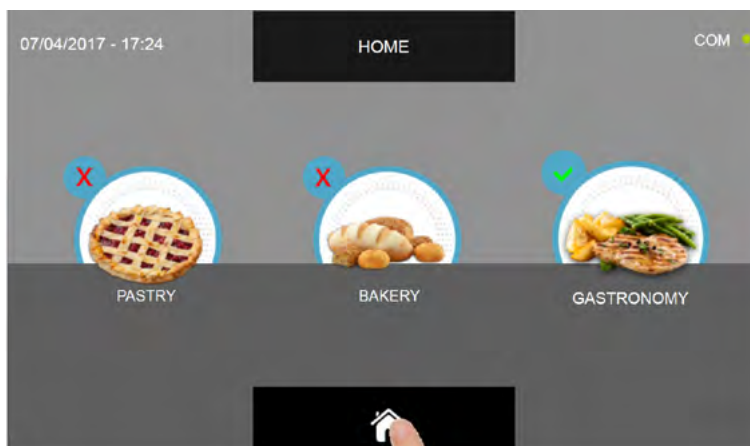 07/04/2017 - 17:24
HOME
COM
X
X
PASTRY
BAKERY
GASTRONOMY